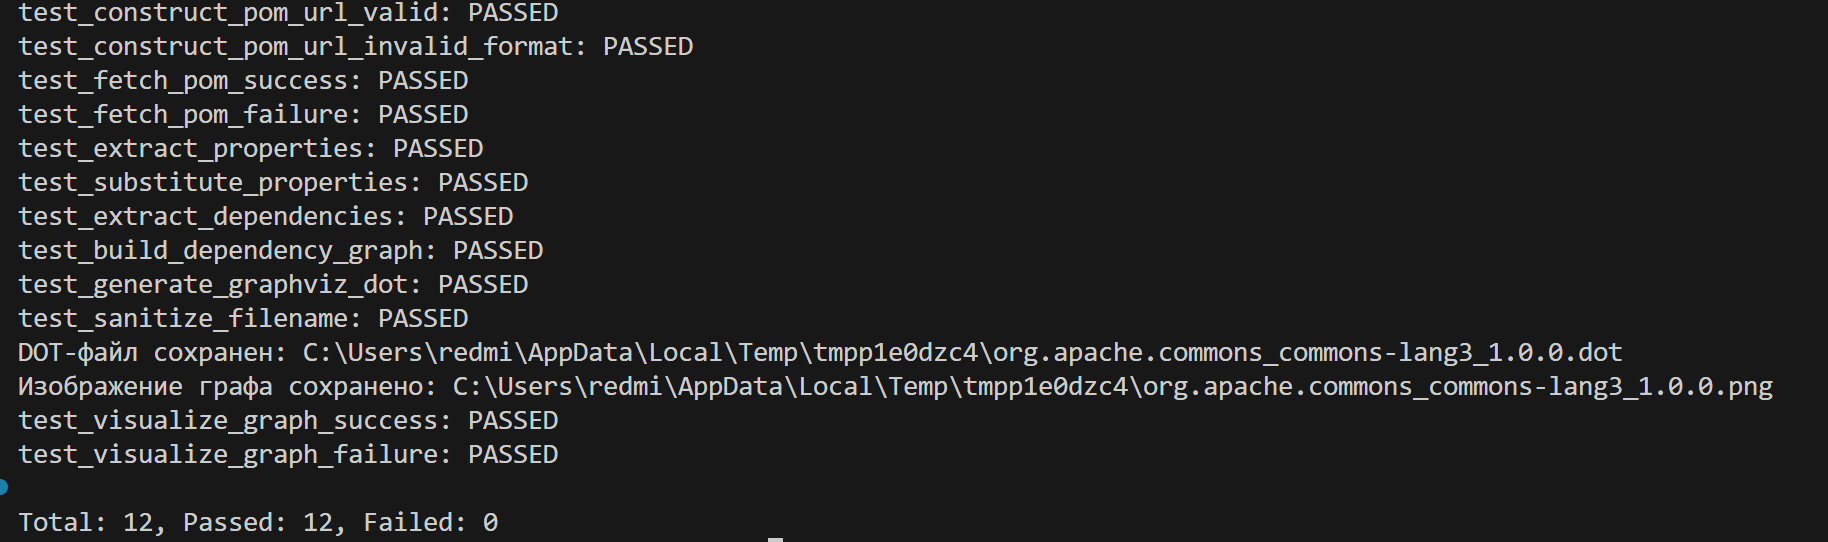 test_construct_pom_url_valid: PASSED
test_construct_pom_url_invalid_format: PASSED
test_fetch_pom_success: PASSED
test_fetch_pom_failure: PASSED
test_extract_properties: PASSED
test_substitute_properties: PASSED
test_extract_dependencies: PASSED
test_build_dependency_graph: PASSED
test_generate_graphviz_dot: PASSED
test_sanitize_filename: PASSED
DOT-файл сохранен: C:\Users\redmi\AppData\Local\Temp\tmpp1e0dzc4\org.apache.commons_commons-lang3_1.0.0.dot
Изображение графа сохранено: C:\Users\redmi\AppData\Local\Temp\tmpp1e0dzc4\org.apache.commons_commons-lang3_1.0.0.png
test_visualize_graph_success: PASSED
test_visualize_graph_failure: PASSED
Total: 12, Passed: 12, Failed: 0